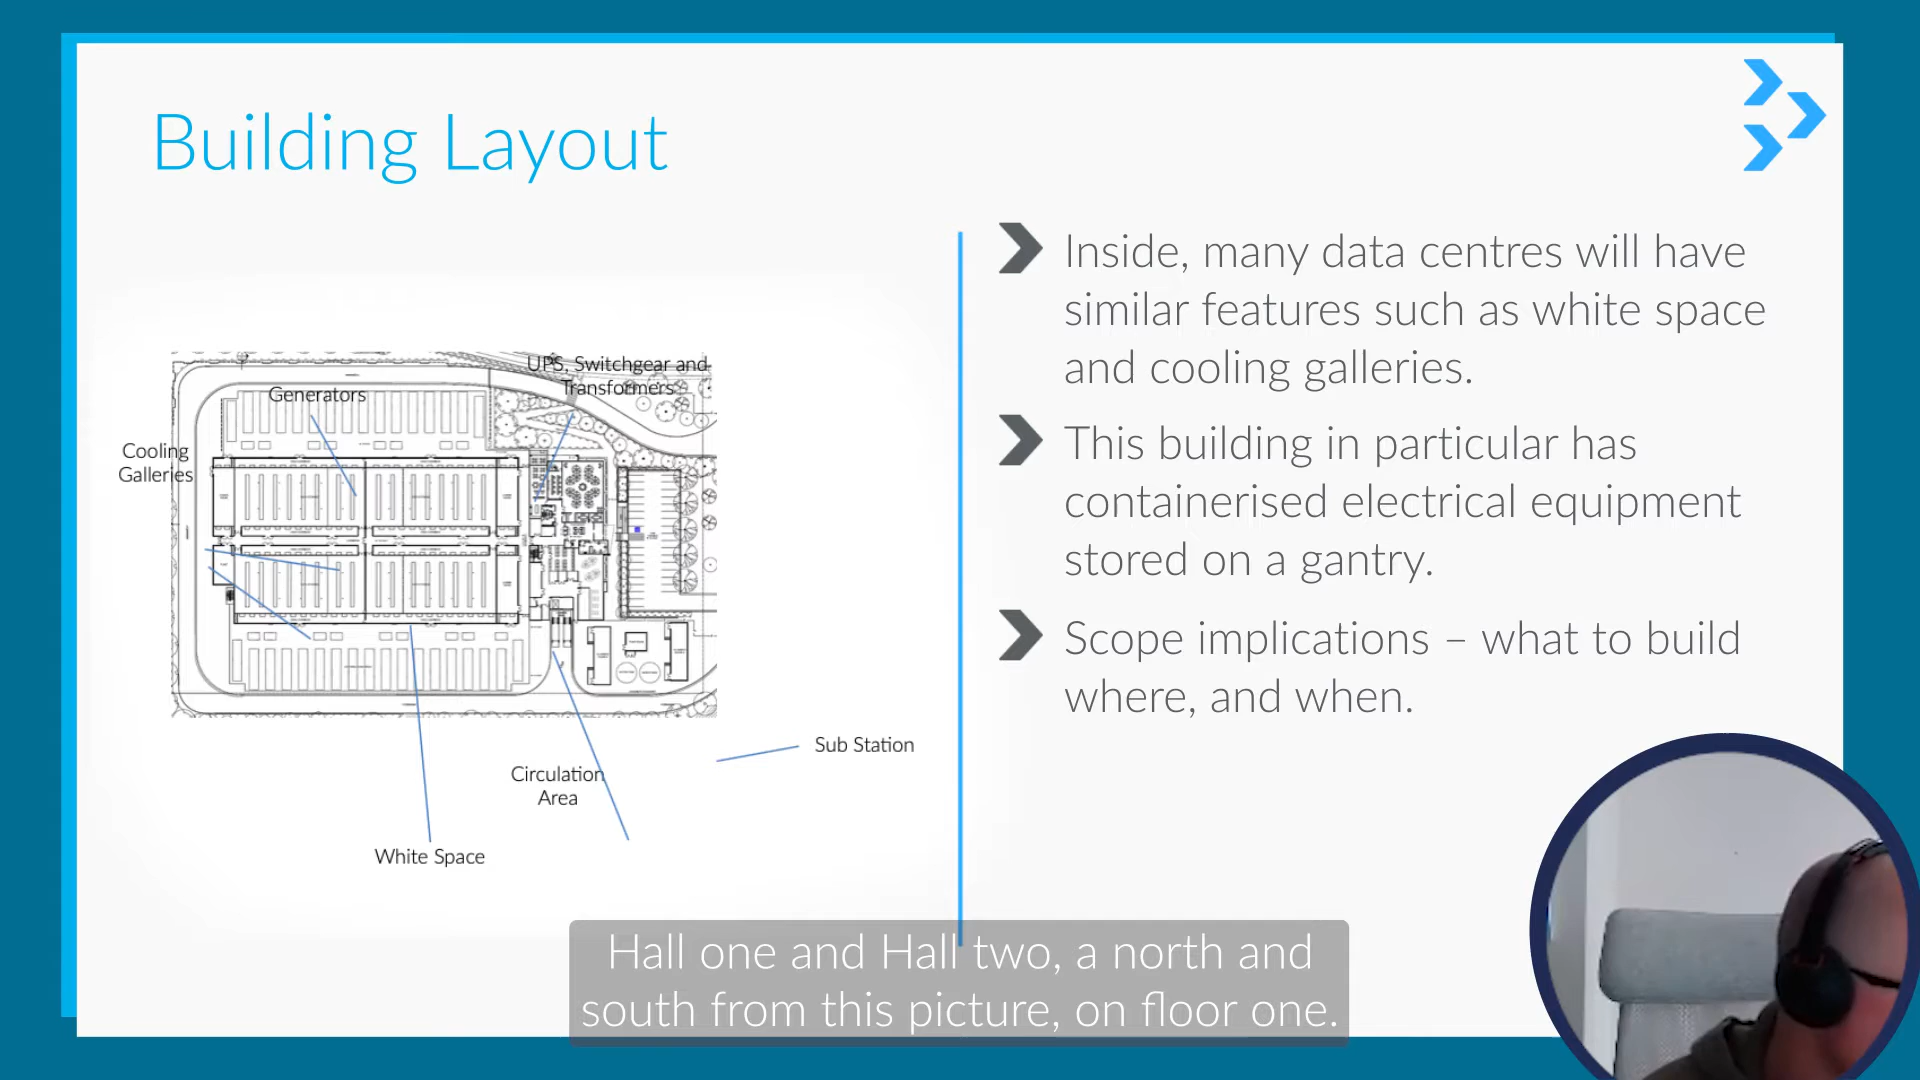 Building Layout
UPS, Switchgear and
Transformers
Generators
Cooling
Galleries
Sub Station
Circulation
Area
White Space
Inside, many data centres will have
similar features such as white space
and cooling galleries.
This building in particular has
containerised electrical equipment
stored on a gantry.
Scope implications – what to build
where, and when.
Hall one and Hall two, a north and
south from this picture, on floor one.